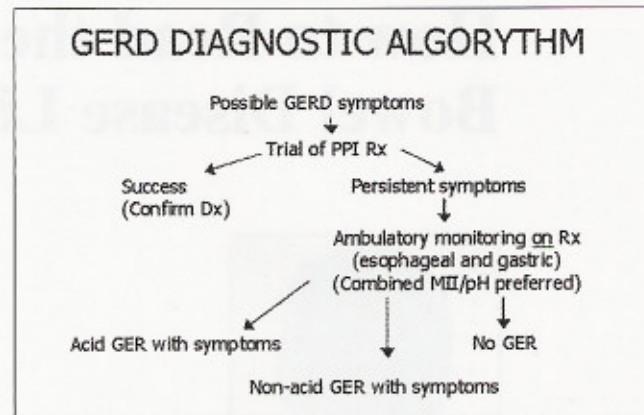 GERD DIAGNOSTIC ALGORYTHM
Possible GERD symptoms
Trial of PPI Rx
Success
(Confirm Dx)
Persistent symptoms
Ambulatory monitoring on Rx
(esophageal and gastric)
(Combined MII/pH preferred)
Acid GER with symptoms
No GER
Non-acid GER with symptoms